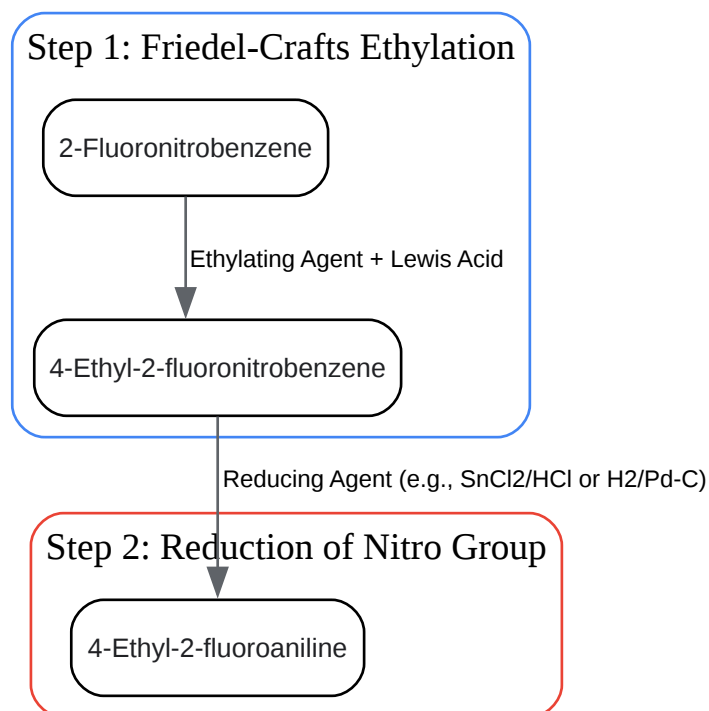 Step 1: Friedel-Crafts Ethylation
2-Fluoronitrobenzene
Ethylating Agent + Lewis Acid
4-Ethyl-2-fluoronitrobenzene
Reducing Agent (e.g., SnCl2/HCl or H2/Pd-C)
Step 2: Reduction of Nitro Group
4-Ethyl-2-fluoroaniline